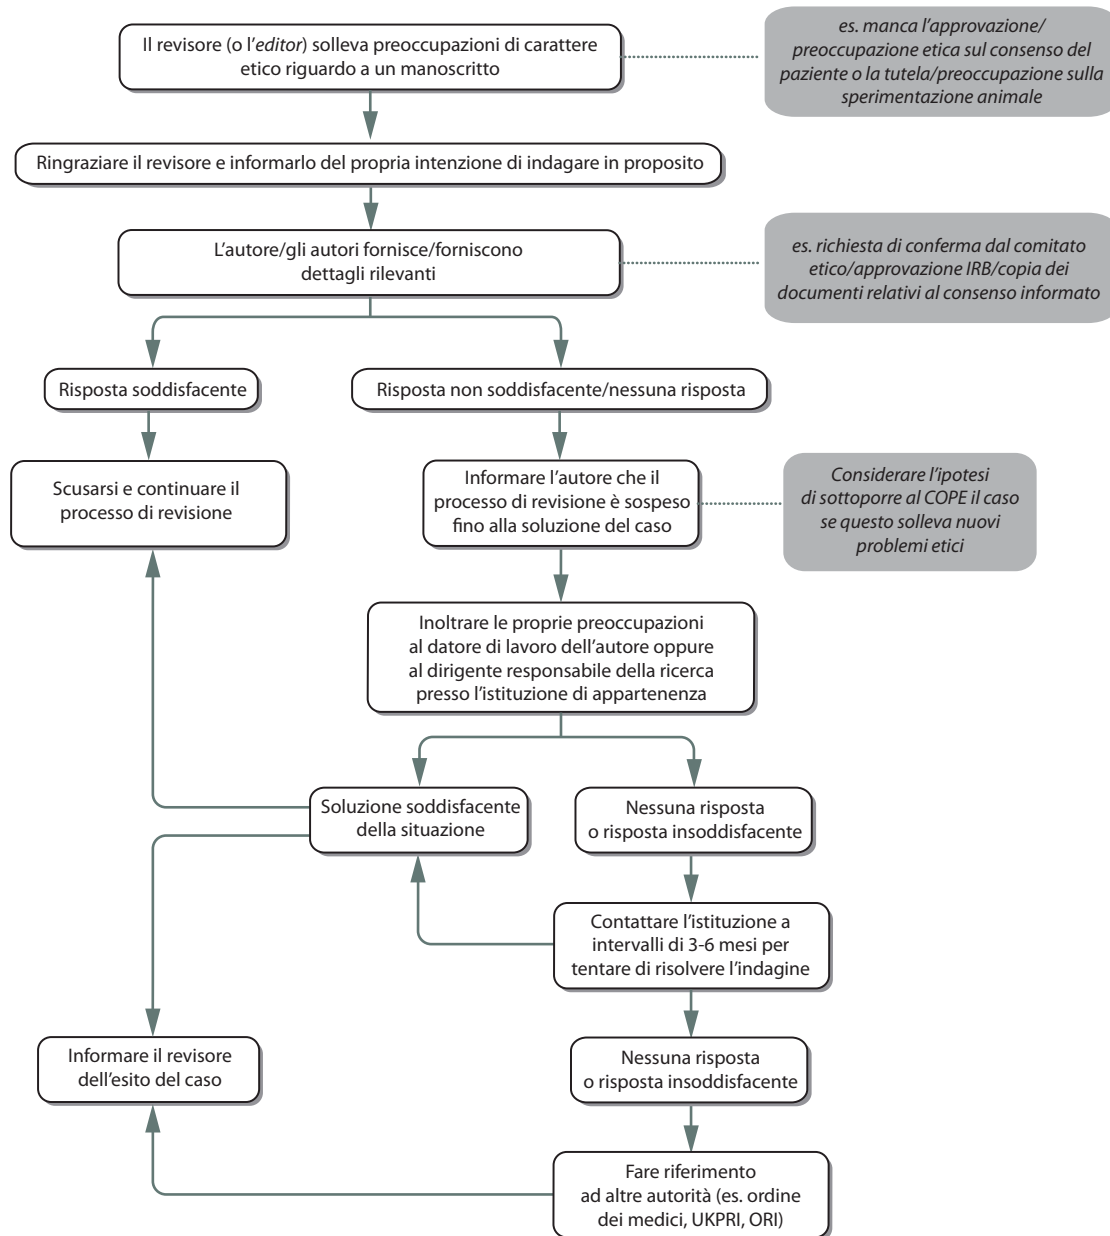 Il revisore (o l'editor) solleva preoccupazioni di carattere
etico riguardo a un manoscritto
es. manca l'approvazione/
preoccupazione etica sul consenso del
paziente o la tutela/preoccupazione sulla
sperimentazione animale
Ringraziare il revisore e informarlo del propria intenzione di indagare in proposito
L'autore/gli autori fornisce/forniscono
dettagli rilevanti
es. richiesta di conferma dal comitato
etico/approvazione IRB/copia dei
documenti relativi al consenso informato
Risposta soddisfacente
Risposta non soddisfacente/nessuna risposta
Scusarsi e continuare il
processo di revisione
Informare l'autore che il
processo di revisione è sospeso
fino alla soluzione del caso
Considerare l'ipotesi
di sottoporre al COPE il caso
se questo solleva nuovi
problemi etici
Inoltrare le proprie preoccupazioni
al datore di lavoro dell'autore oppure
al dirigente responsabile della ricerca
presso l'istituzione di appartenenza
Soluzione soddisfacente
della situazione
Nessuna risposta
o risposta insoddisfacente
Contattare l'istituzione a
intervalli di 3-6 mesi per
tentare di risolvere l'indagine
Informare il revisore
dell'esito del caso
Nessuna risposta
o risposta insoddisfacente
Fare riferimento
ad altre autorità (es. ordine
dei medici, UKPRI, ORI)